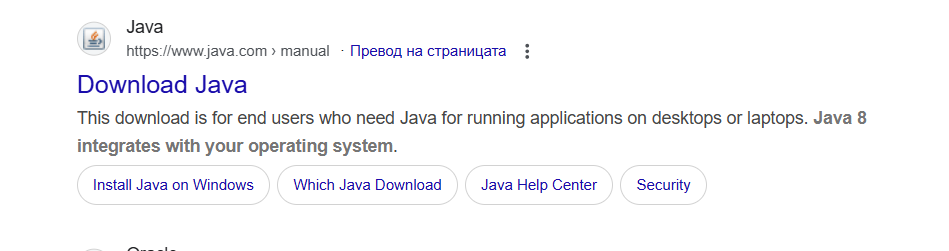 Java
https://www.java.com › manual · Превод на страницата
Download Java
This download is for end users who need Java for running applications on desktops or laptops. Java 8
integrates with your operating system.
Install Java on Windows
Which Java Download
Java Help Center
Security